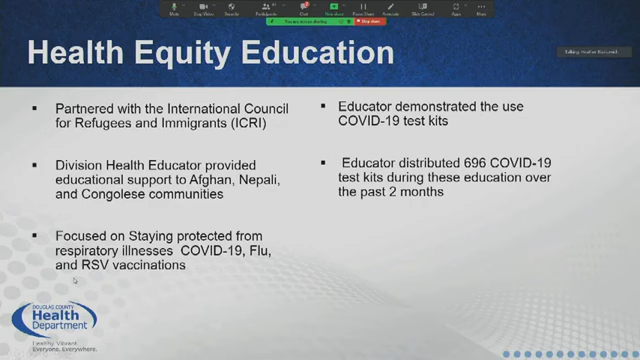 Health Equity Education
▪ Partnered with the International Council
for Refugees and Immigrants (ICRI)
▪ Division Health Educator provided
educational support to Afghan, Nepali,
and Congolese communities
▪ Focused on Staying protected from
respiratory illnesses COVID-19, Flu,
and RSV vaccinations
▪ Educator demonstrated the use
COVID-19 test kits
▪ Educator distributed 696 COVID-19
test kits during these education over
the past 2 months
DOUGLAS COUNTY
Health
Department
Healthy. Vibrant.
Everyone. Everywhere.